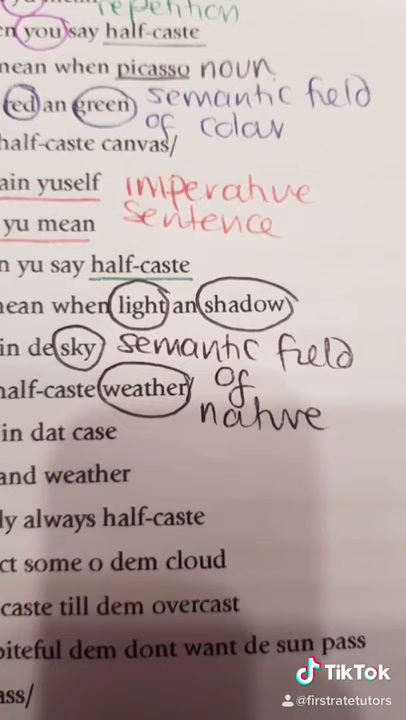 repetition
en you say half-caste
mean when picasso noun
red an green semantic field
of colour
half-caste canvas/
ain yuself imperative
yu mean sentence
n yu say half-caste
ean when light an shadow
in de sky semantic field
half-caste weather of
nature
in dat case
and weather
ly always half-caste
ct some o dem cloud
caste till dem overcast
piteful dem dont want de sun pass
ass/
TikTok
@firstratetutors